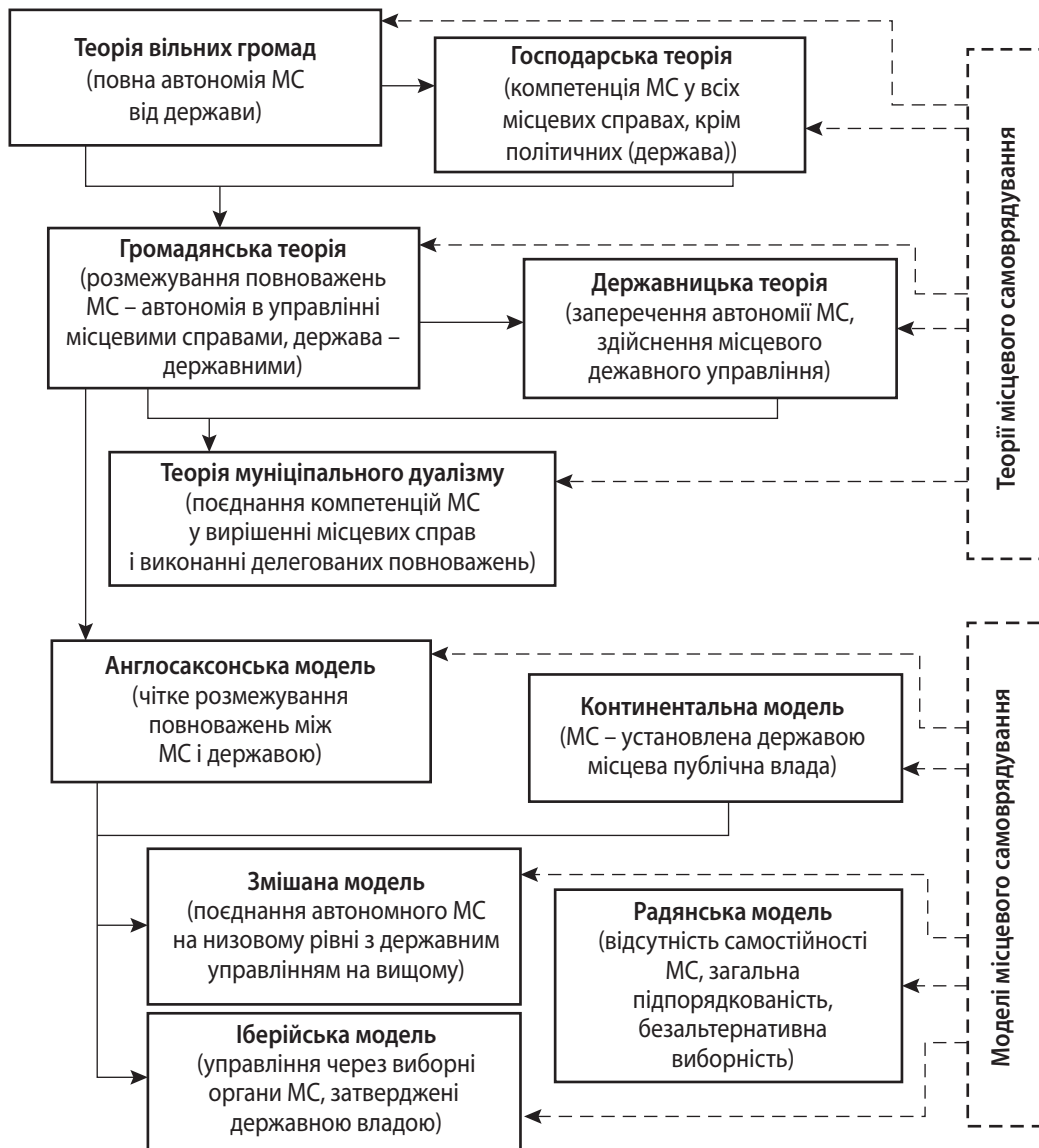 Теорія вільних громад
(повна автономія МС
від держави)
Господарська теорія
(компетенція МС у всіх
місцевих справах, крім
політичних (держава))
Громадянська теорія
(розмежування повноважень
МС – автономія в управлінні
місцевими справами, держава –
державними)
Державницька теорія
(заперечення автономії МС,
здійснення місцевого
дежавного управління)
Теорія муніципального дуалізму
(поєднання компетенцій МС
у вирішенні місцевих справ
і виконанні делегованих повноважень)
Теорії місцевого самоврядування
Англосаксонська модель
(чітке розмежування
повноважень між
МС і державою)
Континентальна модель
(МС – установлена державою
місцева публічна влада)
Змішана модель
(поєднання автономного МС
на низовому рівні з державним
управлінням на вищому)
Радянська модель
(відсутність самостійності
МС, загальна
підпорядкованість,
безальтернативна
виборність)
Іберійська модель
(управління через виборні
органи МС, затверджені
державною владою)
Моделі місцевого самоврядування